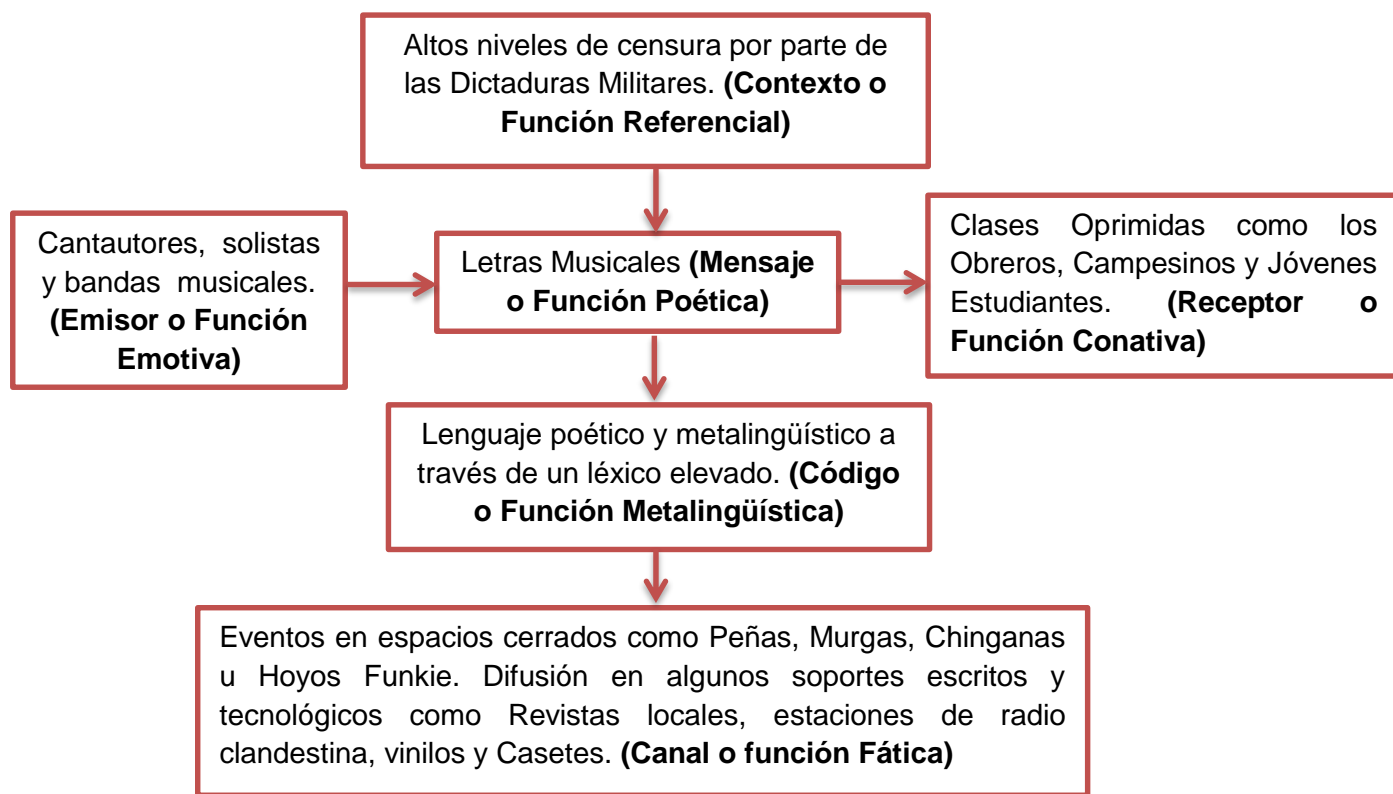 Altos niveles de censura por parte de
las Dictaduras Militares. (Contexto o
Función Referencial)
Cantautores, solistas
y bandas musicales.
(Emisor o Función
Emotiva)
Letras Musicales (Mensaje
o Función Poética)
Clases Oprimidas como los
Obreros, Campesinos y Jóvenes
Estudiantes. (Receptor o
Función Conativa)
Lenguaje poético y metalingüístico a
través de un léxico elevado. (Código
o Función Metalingüística)
Eventos en espacios cerrados como Peñas, Murgas, Chinganas
u Hoyos Funkie. Difusión en algunos soportes escritos y
tecnológicos como Revistas locales, estaciones de radio
clandestina, vinilos y Casetes. (Canal o función Fática)